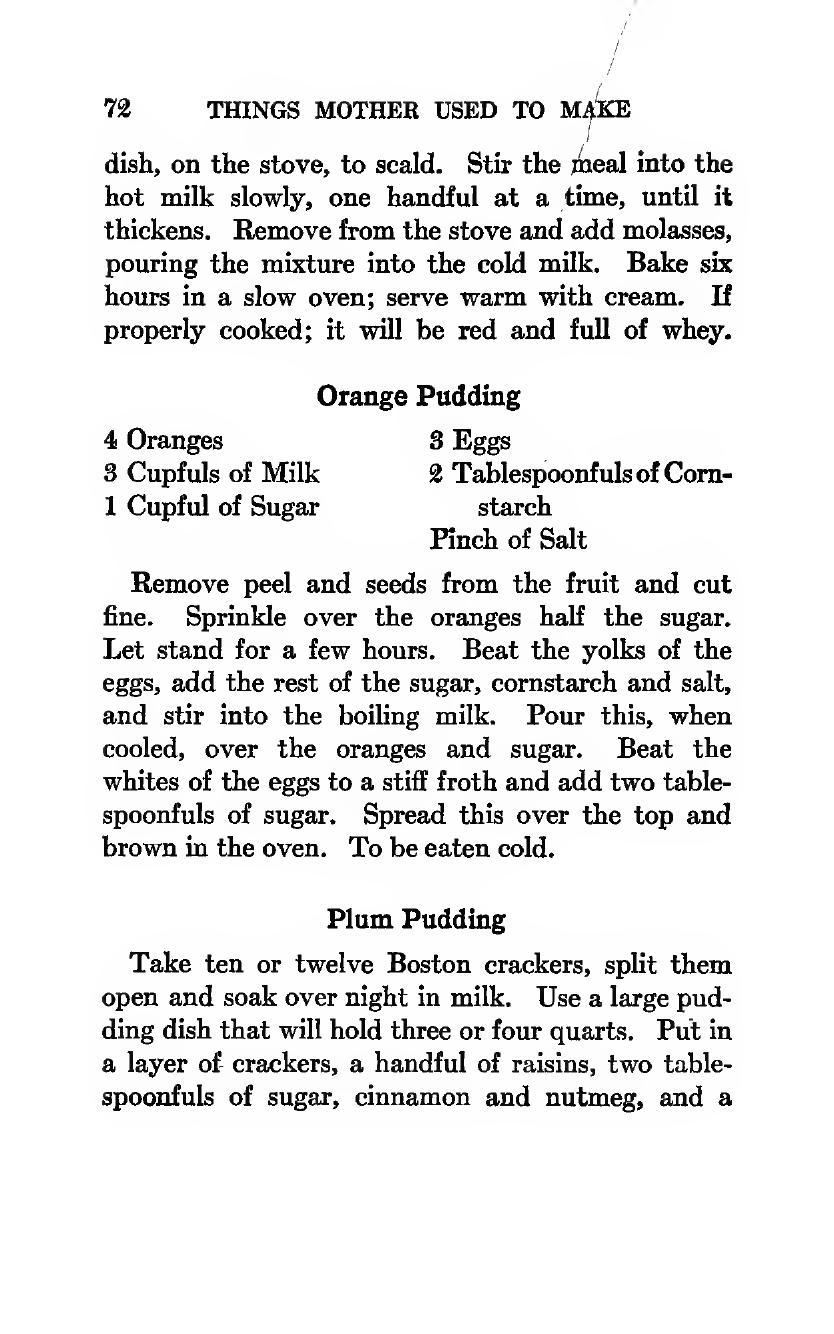 72 THINGS MOTHER USED TO MAKE
dish, on the stove, to scald. Stir the meal into the
hot milk slowly, one handful at a time, until it
thickens. Remove from the stove and add molasses,
pouring the mixture into the cold milk. Bake six
hours in a slow oven; serve warm with cream. If
properly cooked; it will be red and full of whey.
Orange Pudding
4 Oranges
3 Cupfuls of Milk
1 Cupful of Sugar
3 Eggs
2 Tablespoonfuls of Corn-
starch
Pinch of Salt
Remove peel and seeds from the fruit and cut
fine. Sprinkle over the oranges half the sugar.
Let stand for a few hours. Beat the yolks of the
eggs, add the rest of the sugar, cornstarch and salt,
and stir into the boiling milk. Pour this, when
cooled, over the oranges and sugar. Beat the
whites of the eggs to a stiff froth and add two table-
spoonfuls of sugar. Spread this over the top and
brown in the oven. To be eaten cold.
Plum Pudding
Take ten or twelve Boston crackers, split them
open and soak over night in milk. Use a large pud-
ding dish that will hold three or four quarts. Put in
a layer of crackers, a handful of raisins, two table-
spoonfuls of sugar, cinnamon and nutmeg, and a